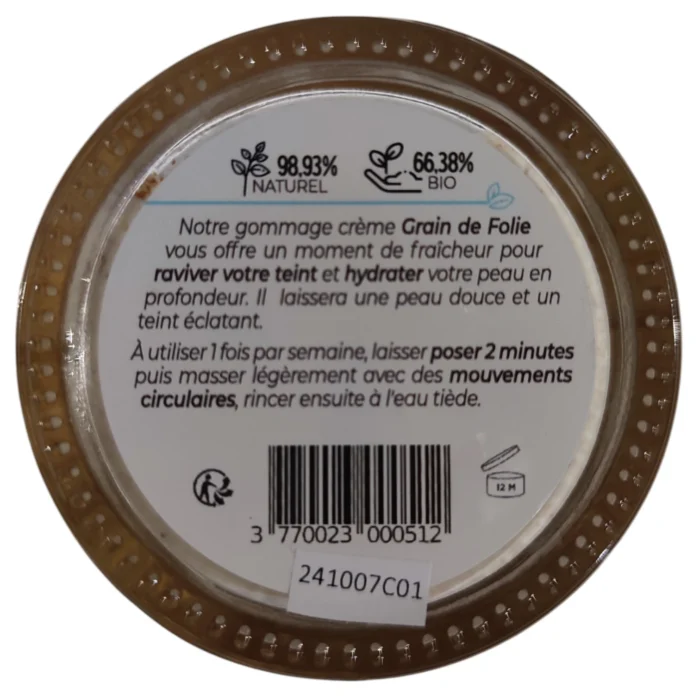 98,93%
NATUREL
66,38%
BIO
Notre gommage crème Grain de Folie
vous offre un moment de fraîcheur pour
raviver votre teint et hydrater votre peau en
profondeur. Il laissera une peau douce et un
teint éclatant.
À utiliser 1 fois par semaine, laisser poser 2 minutes
puis masser légèrement avec des mouvements
circulaires, rincer ensuite à l'eau tiède.
12 M
3 770023 000512
241007C01